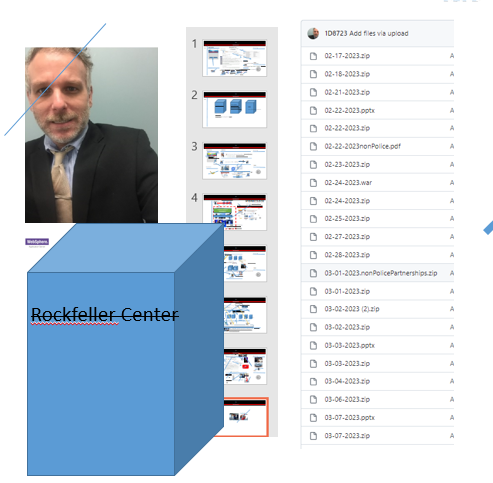 1
2
3
4
WebSphere.
Rockfeller Center
1D8723 Add files via upload
02-17-2023.zip A
02-18-2023.zip A
02-21-2023.zip A
02-22-2023.pptx A
02-22-2023.zip A
02-22-2023nonPolice.pdf A
02-23-2023.zip A
02-24-2023.war A
02-24-2023.zip A
02-25-2023.zip A
02-27-2023.zip A
02-28-2023.zip A
03-01-2023.nonPolicePartnerships.zip A
03-01-2023.zip A
03-02-2023 (2).zip A
03-02-2023.zip A
03-03-2023.pptx A
03-03-2023.zip A
03-04-2023.zip A
03-06-2023.zip A
03-07-2023.pptx A
03-07-2023.zip A